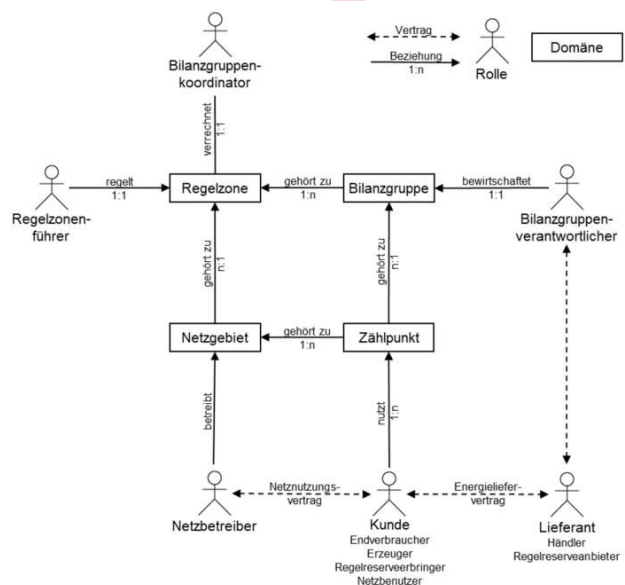 Vertrag
Beziehung
1:n
Rolle
Domäne
Bilanzgruppen-
koordinator
verrechnet
1:1
Regelzonen-
führer
regelt
1:1
Regelzone
gehört zu
1:n
Bilanzgruppe
bewirtschaftet
1:1
Bilanzgruppen-
verantwortlicher
gehört zu
n:1
gehört zu
n:1
Netzgebiet
gehört zu
1:n
Zählpunkt
betreibt
nutzt
1:n
Netzbetreiber
Netznutzungs-
vertrag
Kunde
Endverbraucher
Erzeuger
Regelreserveerbringer
Netzbenutzer
Energieliefer-
vertrag
Lieferant
Händler
Regelreserveanbieter